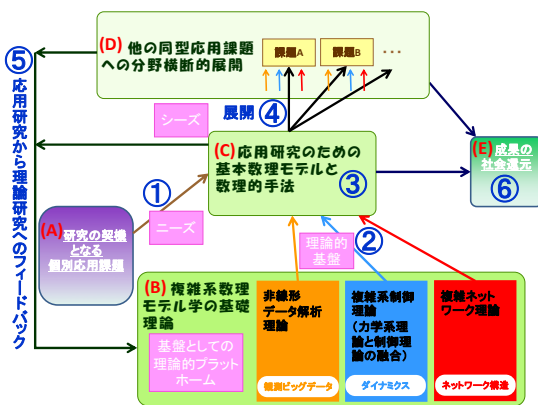 (D) 他の同型応用課題
への分野横断的展開
課題A
課題B
・・・
⑤
応用研究から理論研究へのフィードバック
展開
④
シーズ
(C) 応用研究のための
基本数理モデルと
数理的手法
③
(E) 成果の
社会還元
⑥
①
ニーズ
(A) 研究の契機
となる
個別応用課題
理論的
基盤
②
(B) 複雑系数理
モデル学の基礎
理論
基盤としての
理論的プラット
ホーム
非線形
データ解析
理論
観測ビッグデータ
複雑系制御
理論
(力学系理
論と制御理
論の融合)
ダイナミクス
複雑ネット
ワーク理論
ネットワーク構造